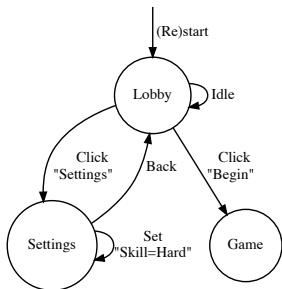 (Re)start
Lobby
Idle
Click
"Settings"
Back
Click
"Begin"
Settings
Set
"Skill=Hard"
Game